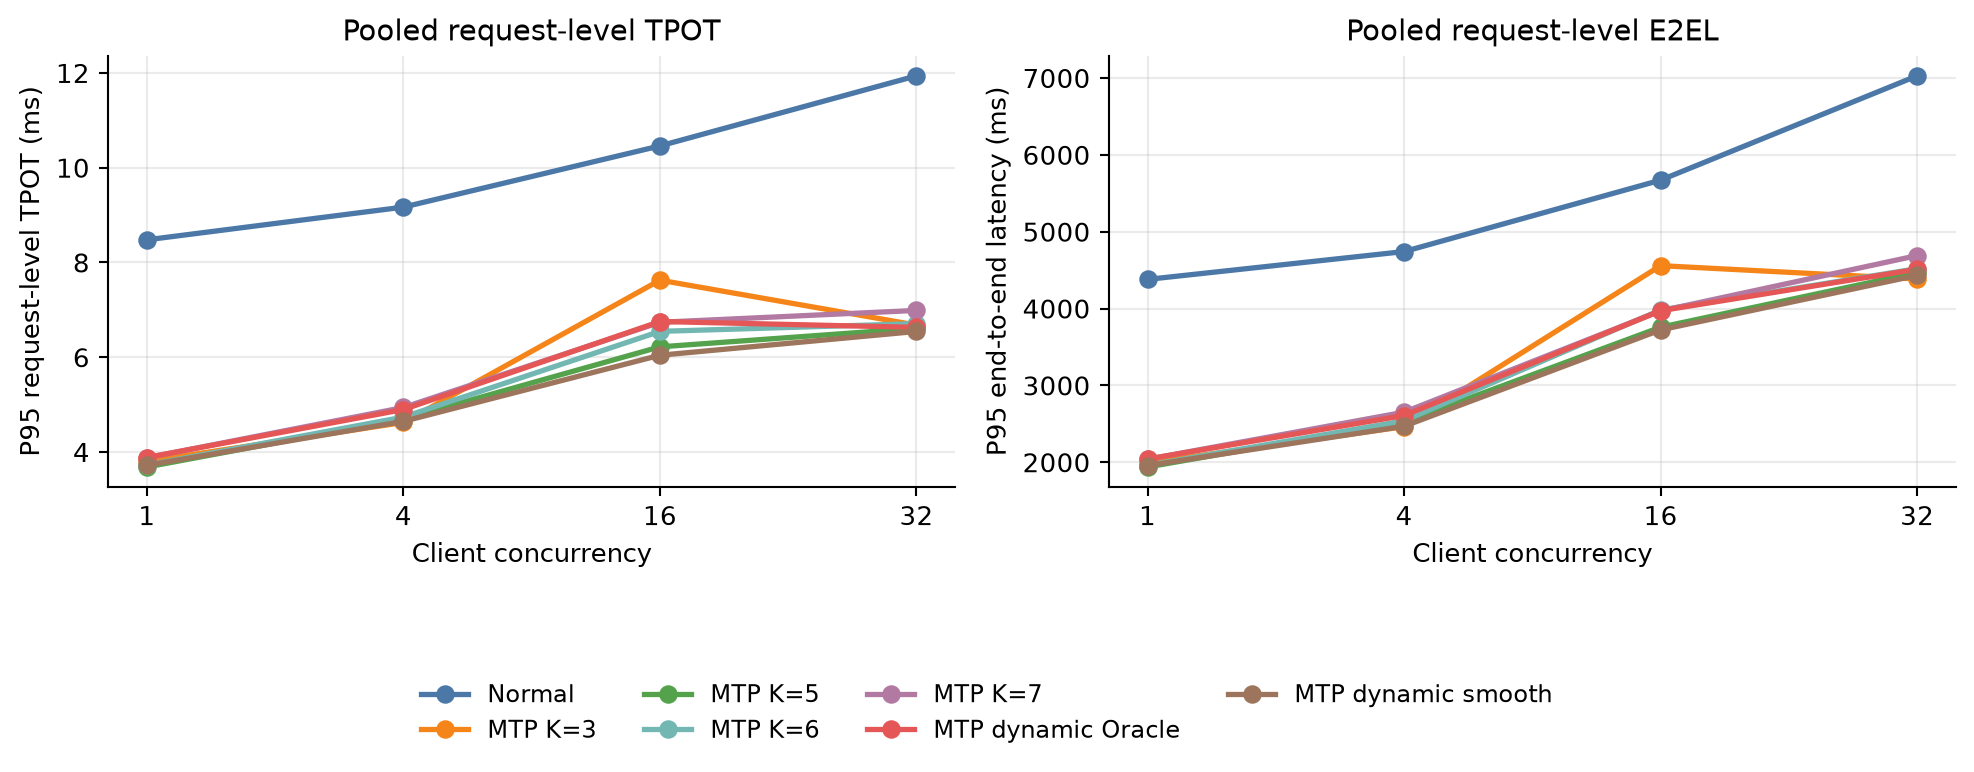 Pooled request-level TPOT
P95 request-level TPOT (ms)
12
10
8
6
4
1 4 16 32
Client concurrency
Pooled request-level E2EL
P95 end-to-end latency (ms)
7000
6000
5000
4000
3000
2000
1 4 16 32
Client concurrency
Normal MTP K=5 MTP K=7 MTP dynamic smooth
MTP K=3 MTP K=6 MTP dynamic Oracle